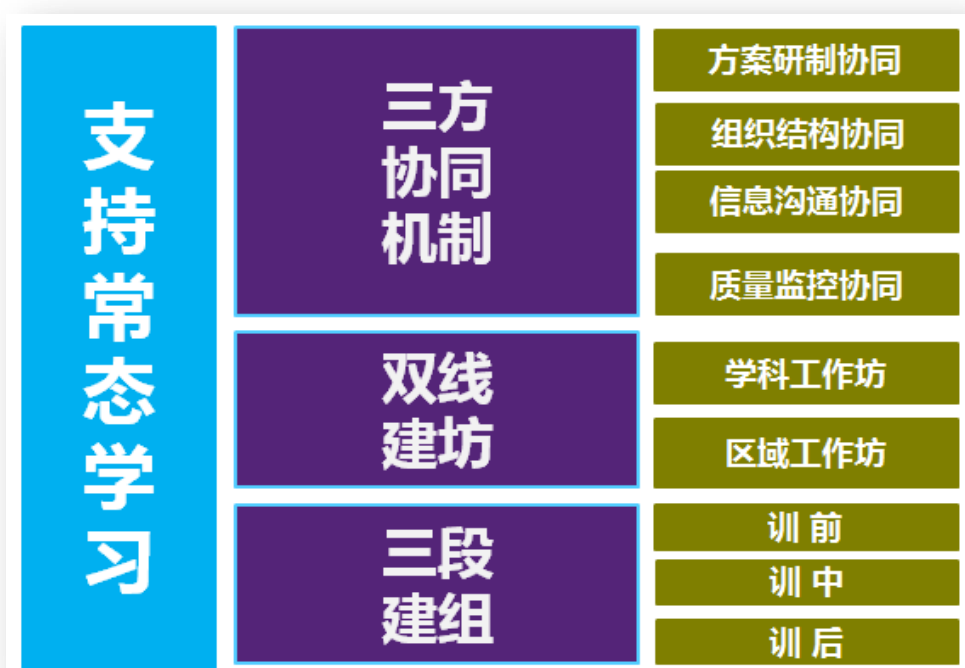 支持常态学习
三方
协同
机制
方案研制协同
组织结构协同
信息沟通协同
质量监控协同
双线
建坊
学科工作坊
区域工作坊
三段
建组
训 前
训 中
训 后